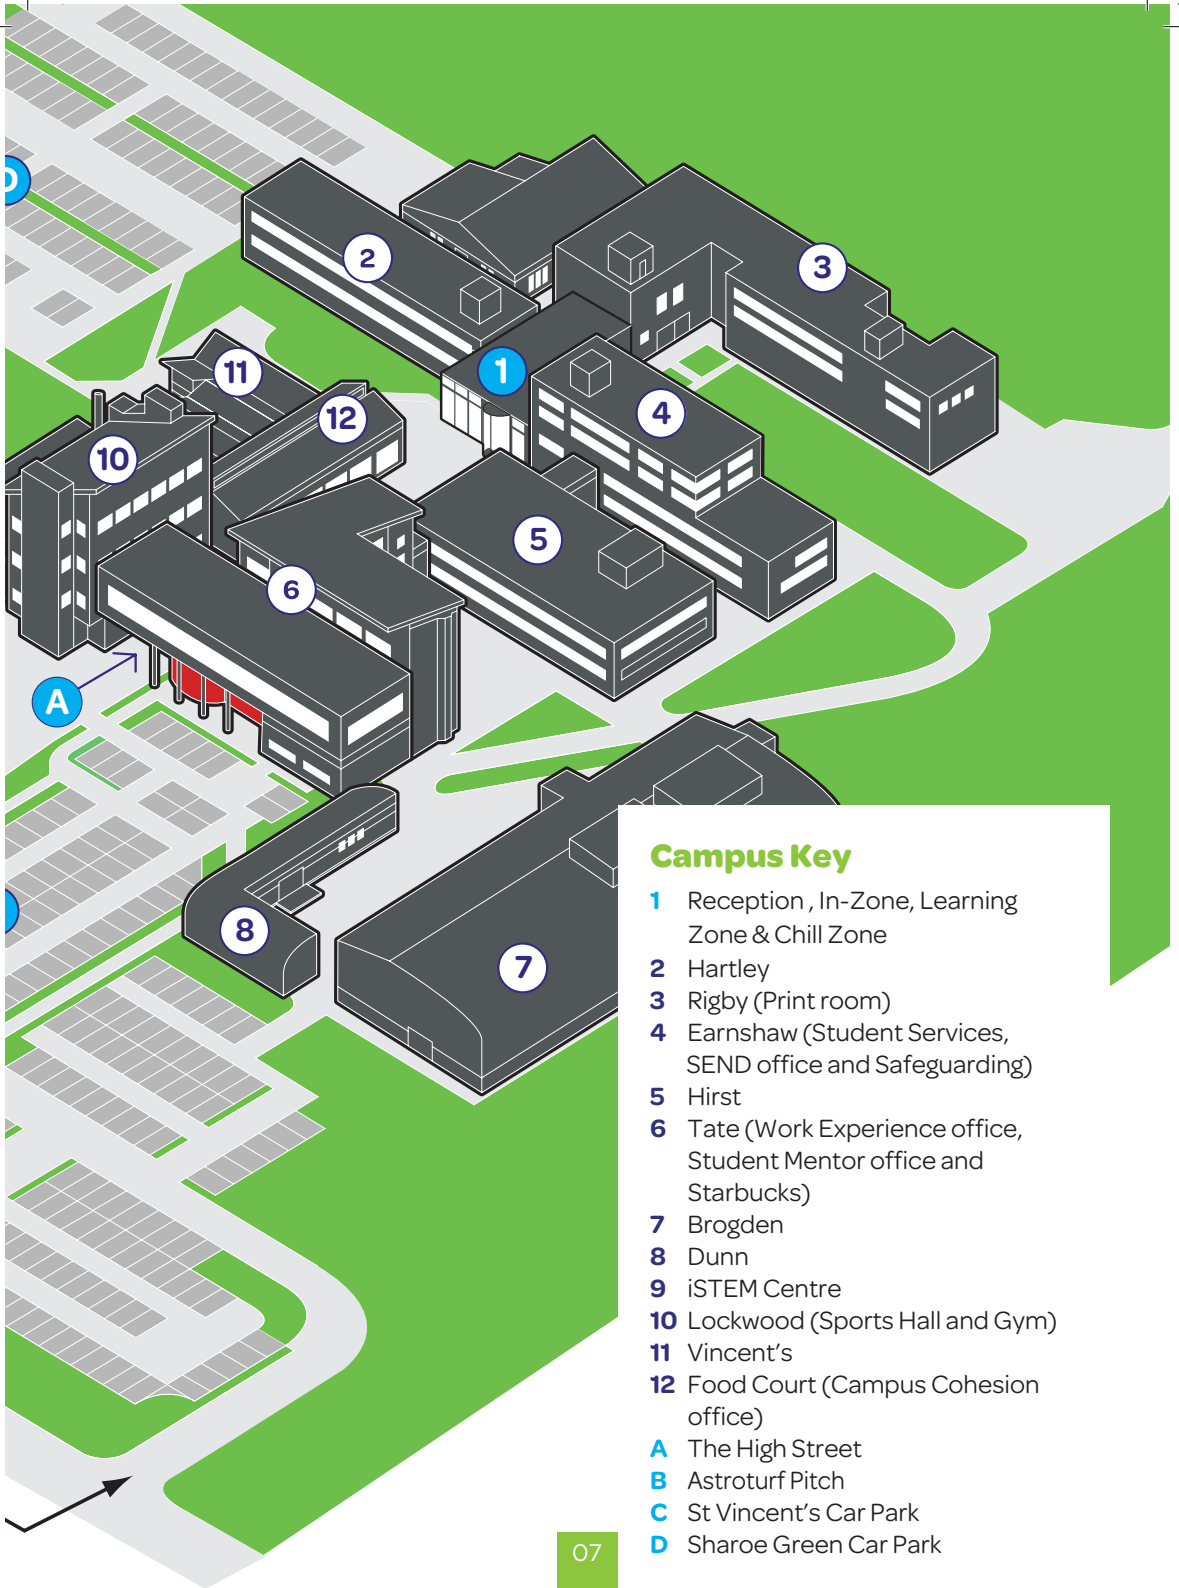 D
2
3
1
11
12
4
10
5
6
A
8
7
Campus Key
1 Reception , In-Zone, Learning
Zone & Chill Zone
2 Hartley
3 Rigby (Print room)
4 Earnshaw (Student Services,
SEND office and Safeguarding)
5 Hirst
6 Tate (Work Experience office,
Student Mentor office and
Starbucks)
7 Brogden
8 Dunn
9 iSTEM Centre
10 Lockwood (Sports Hall and Gym)
11 Vincent's
12 Food Court (Campus Cohesion
office)
A The High Street
B Astroturf Pitch
C St Vincent's Car Park
D Sharoe Green Car Park
07